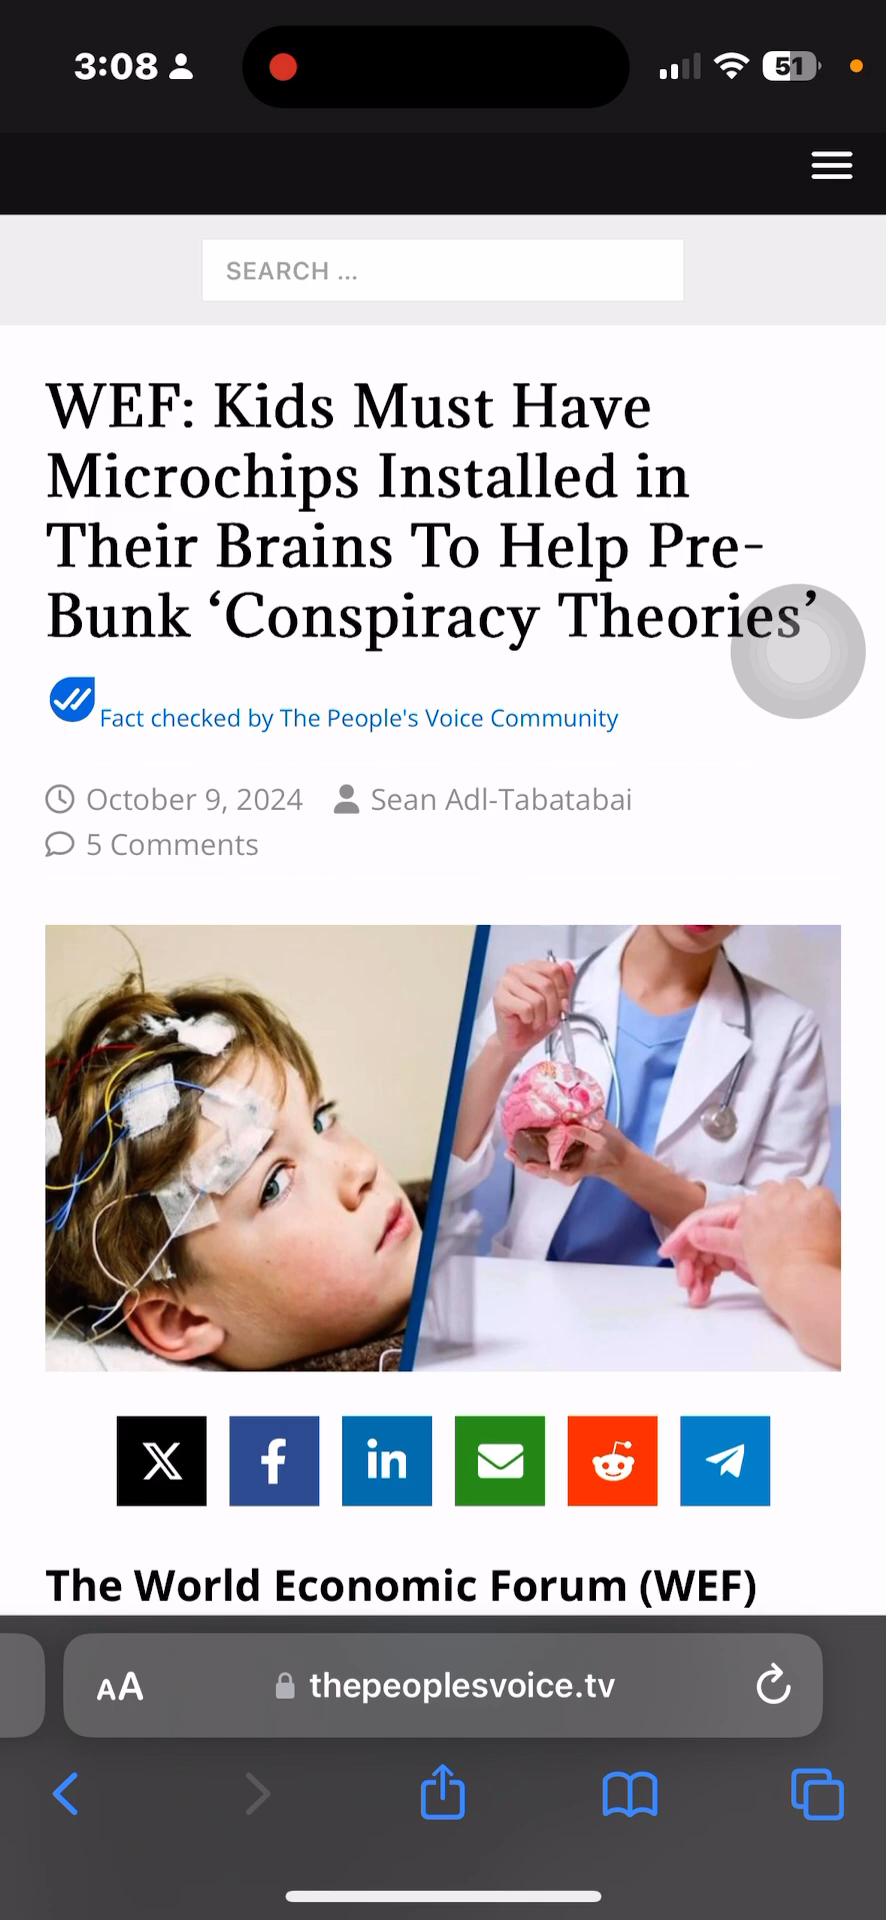 3:08
51
SEARCH ...
WEF: Kids Must Have
Microchips Installed in
Their Brains To Help Pre-
Bunk ‘Conspiracy Theories’
Fact checked by The People's Voice Community
October 9, 2024 Sean Adl-Tabatabai
5 Comments
The World Economic Forum (WEF)
AA thepeoplesvoice.tv